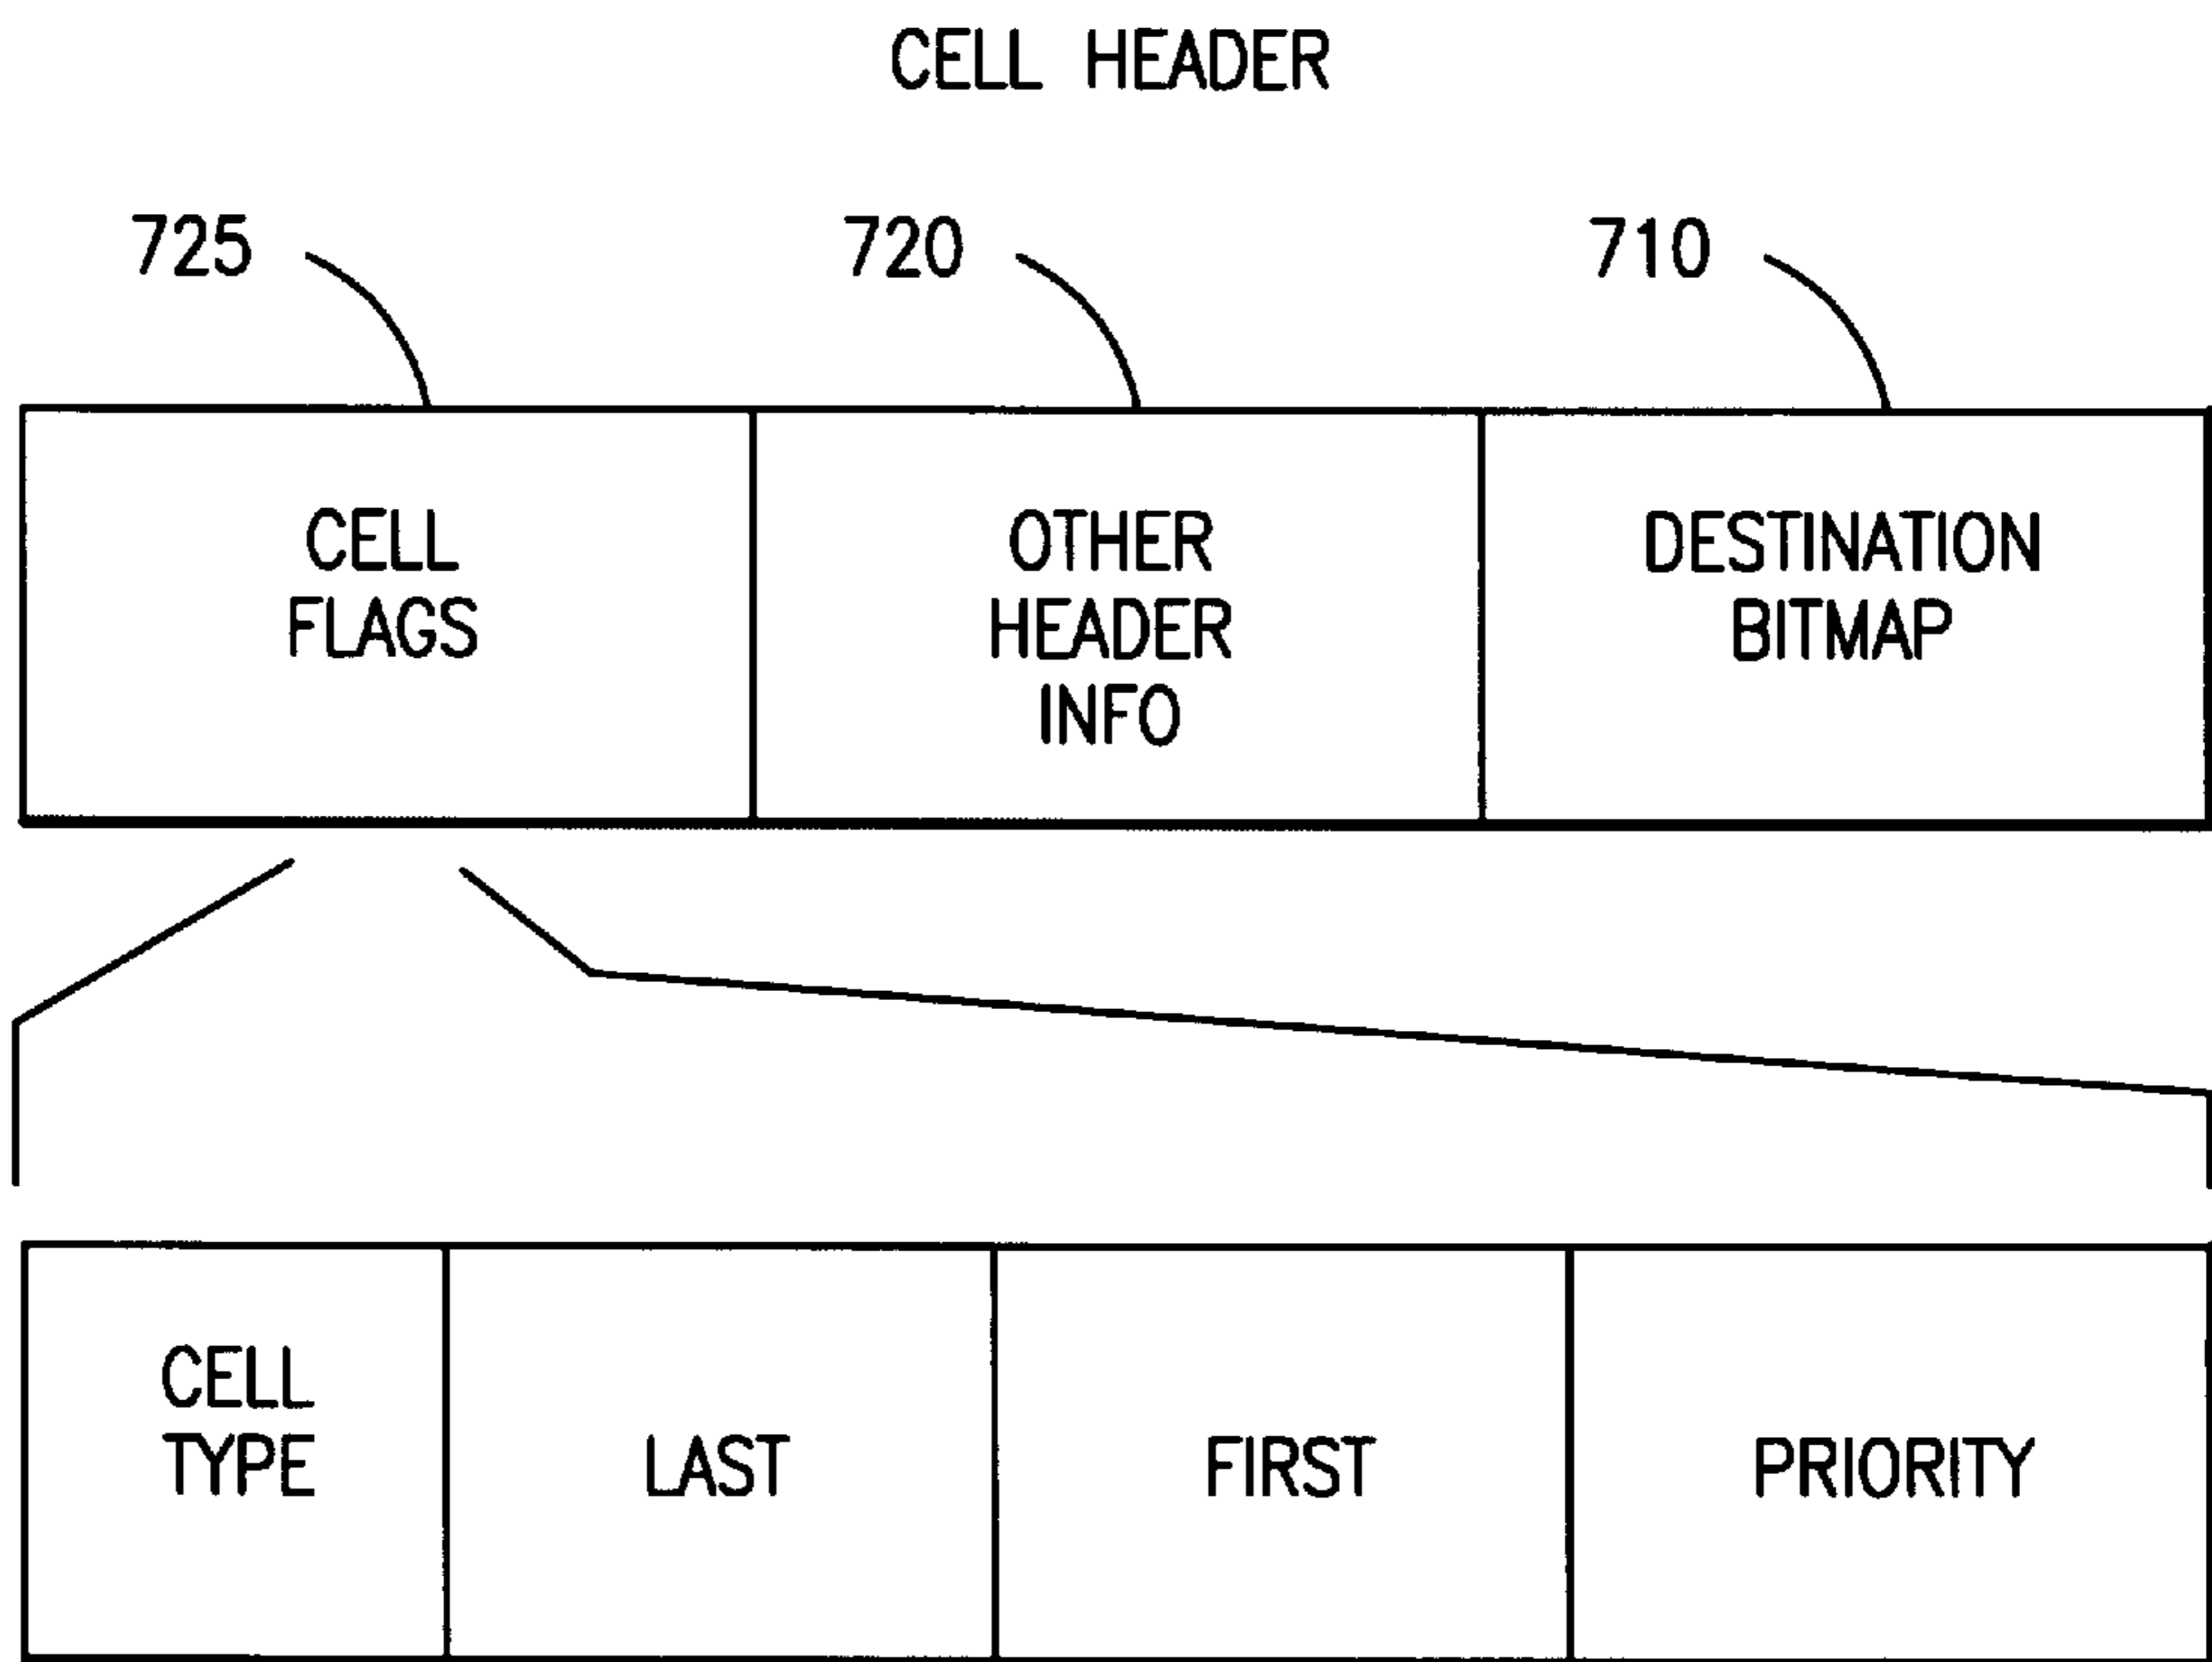 CELL HEADER
725
720
710
CELL
FLAGS
OTHER
HEADER
INFO
DESTINATION
BITMAP
CELL
TYPE
LAST
FIRST
PRIORITY